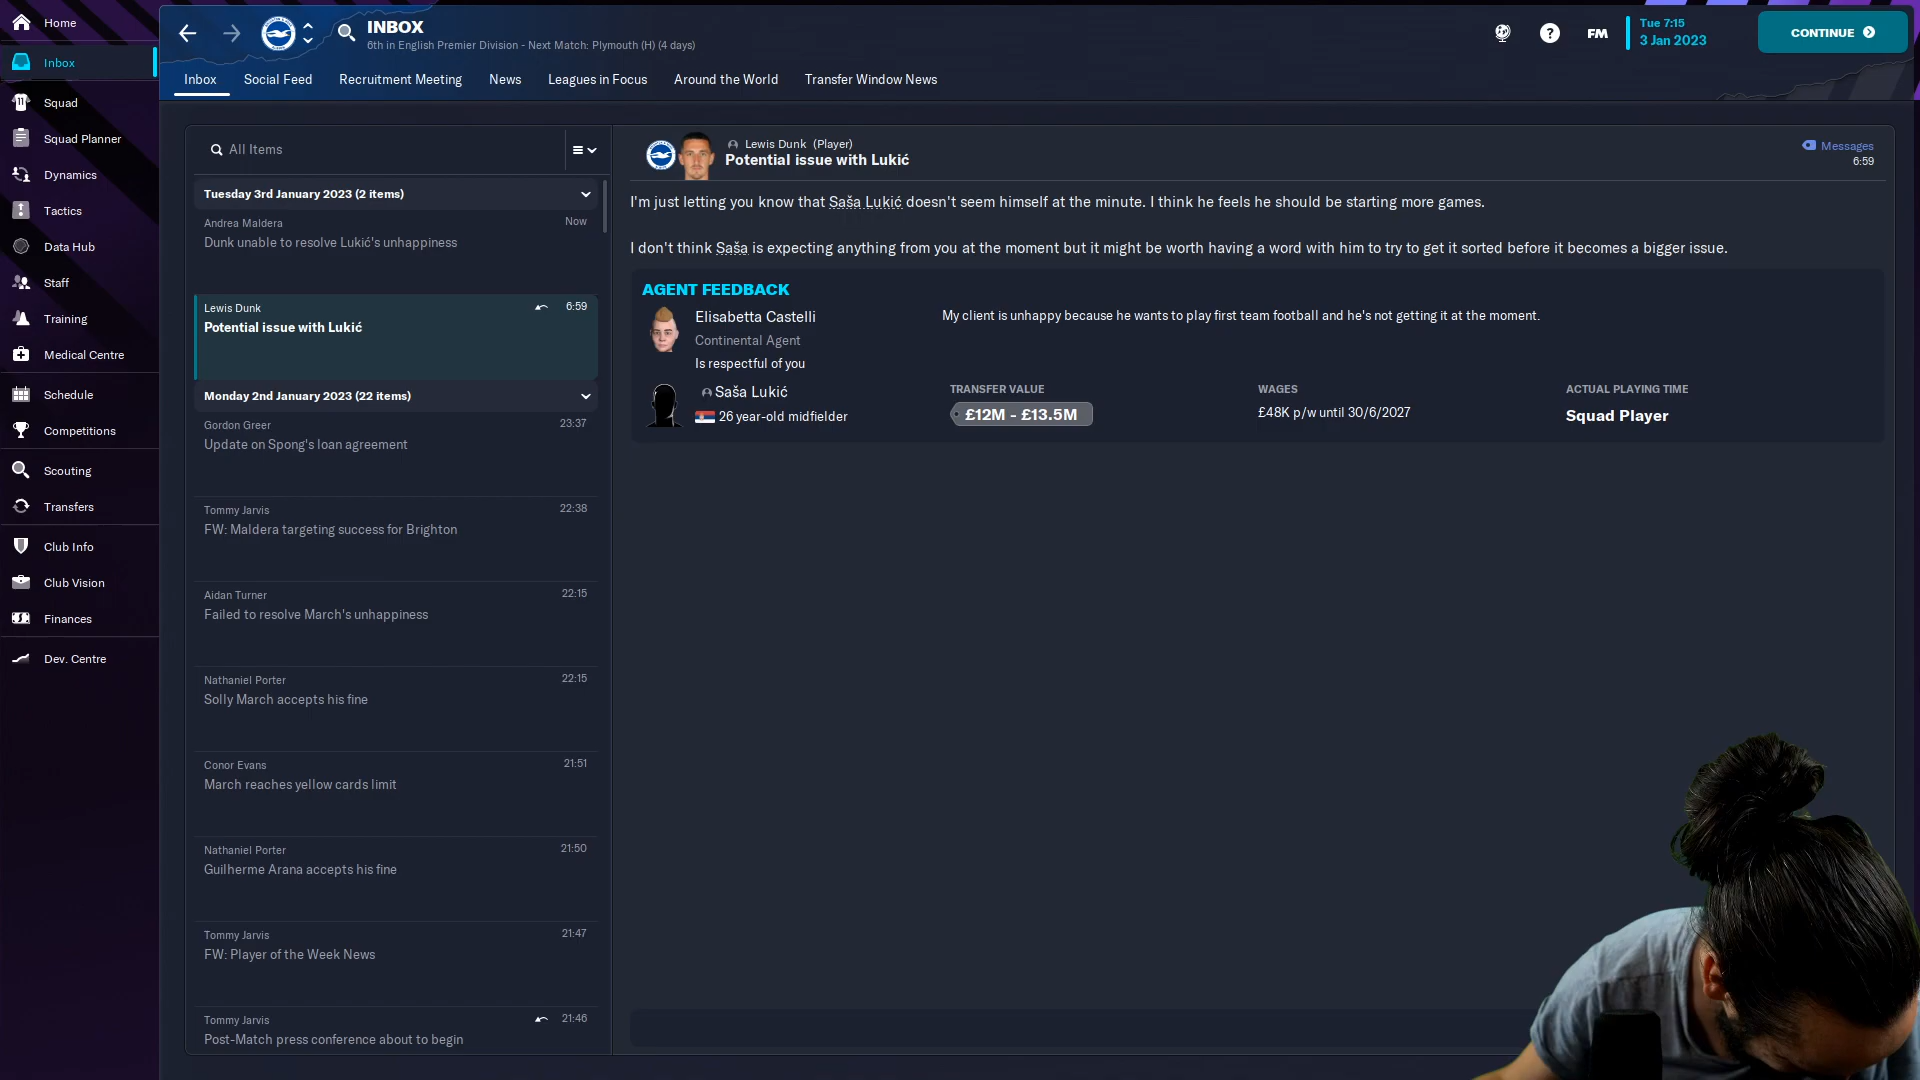 Home
Inbox
Squad
Squad Planner
Dynamics
Tactics
Data Hub
Staff
Training
Medical Centre
Schedule
Competitions
Scouting
Transfers
Club Info
Club Vision
Finances
Dev. Centre
INBOX
6th in English Premier Division - Next Match: Plymouth (H) (4 days)
FM
Tue 7:15
3 Jan 2023
CONTINUE
Inbox Social Feed Recruitment Meeting News Leagues in Focus Around the World Transfer Window News
All Items
Tuesday 3rd January 2023 (2 items)
Andrea Maldera Now
Dunk unable to resolve Lukić's unhappiness
Lewis Dunk 6:59
Potential issue with Lukić
Monday 2nd January 2023 (22 items)
Gordon Greer 23:37
Update on Spong's loan agreement
Tommy Jarvis 22:38
FW: Maldera targeting success for Brighton
Aidan Turner 22:15
Failed to resolve March's unhappiness
Nathaniel Porter 22:15
Solly March accepts his fine
Conor Evans 21:51
March reaches yellow cards limit
Nathaniel Porter 21:50
Guilherme Arana accepts his fine
Tommy Jarvis 21:47
FW: Player of the Week News
Tommy Jarvis 21:46
Post-Match press conference about to begin
Lewis Dunk (Player)
Potential issue with Lukić
Messages
6:59
I'm just letting you know that Saša Lukić doesn't seem himself at the minute. I think he feels he should be starting more games.
I don't think Saša is expecting anything from you at the moment but it might be worth having a word with him to try to get it sorted before it becomes a bigger issue.
AGENT FEEDBACK
Elisabetta Castelli
Continental Agent
Is respectful of you
My client is unhappy because he wants to play first team football and he's not getting it at the moment.
Saša Lukić
26 year-old midfielder
TRANSFER VALUE
£12M - £13.5M
WAGES
£48K p/w until 30/6/2027
ACTUAL PLAYING TIME
Squad Player